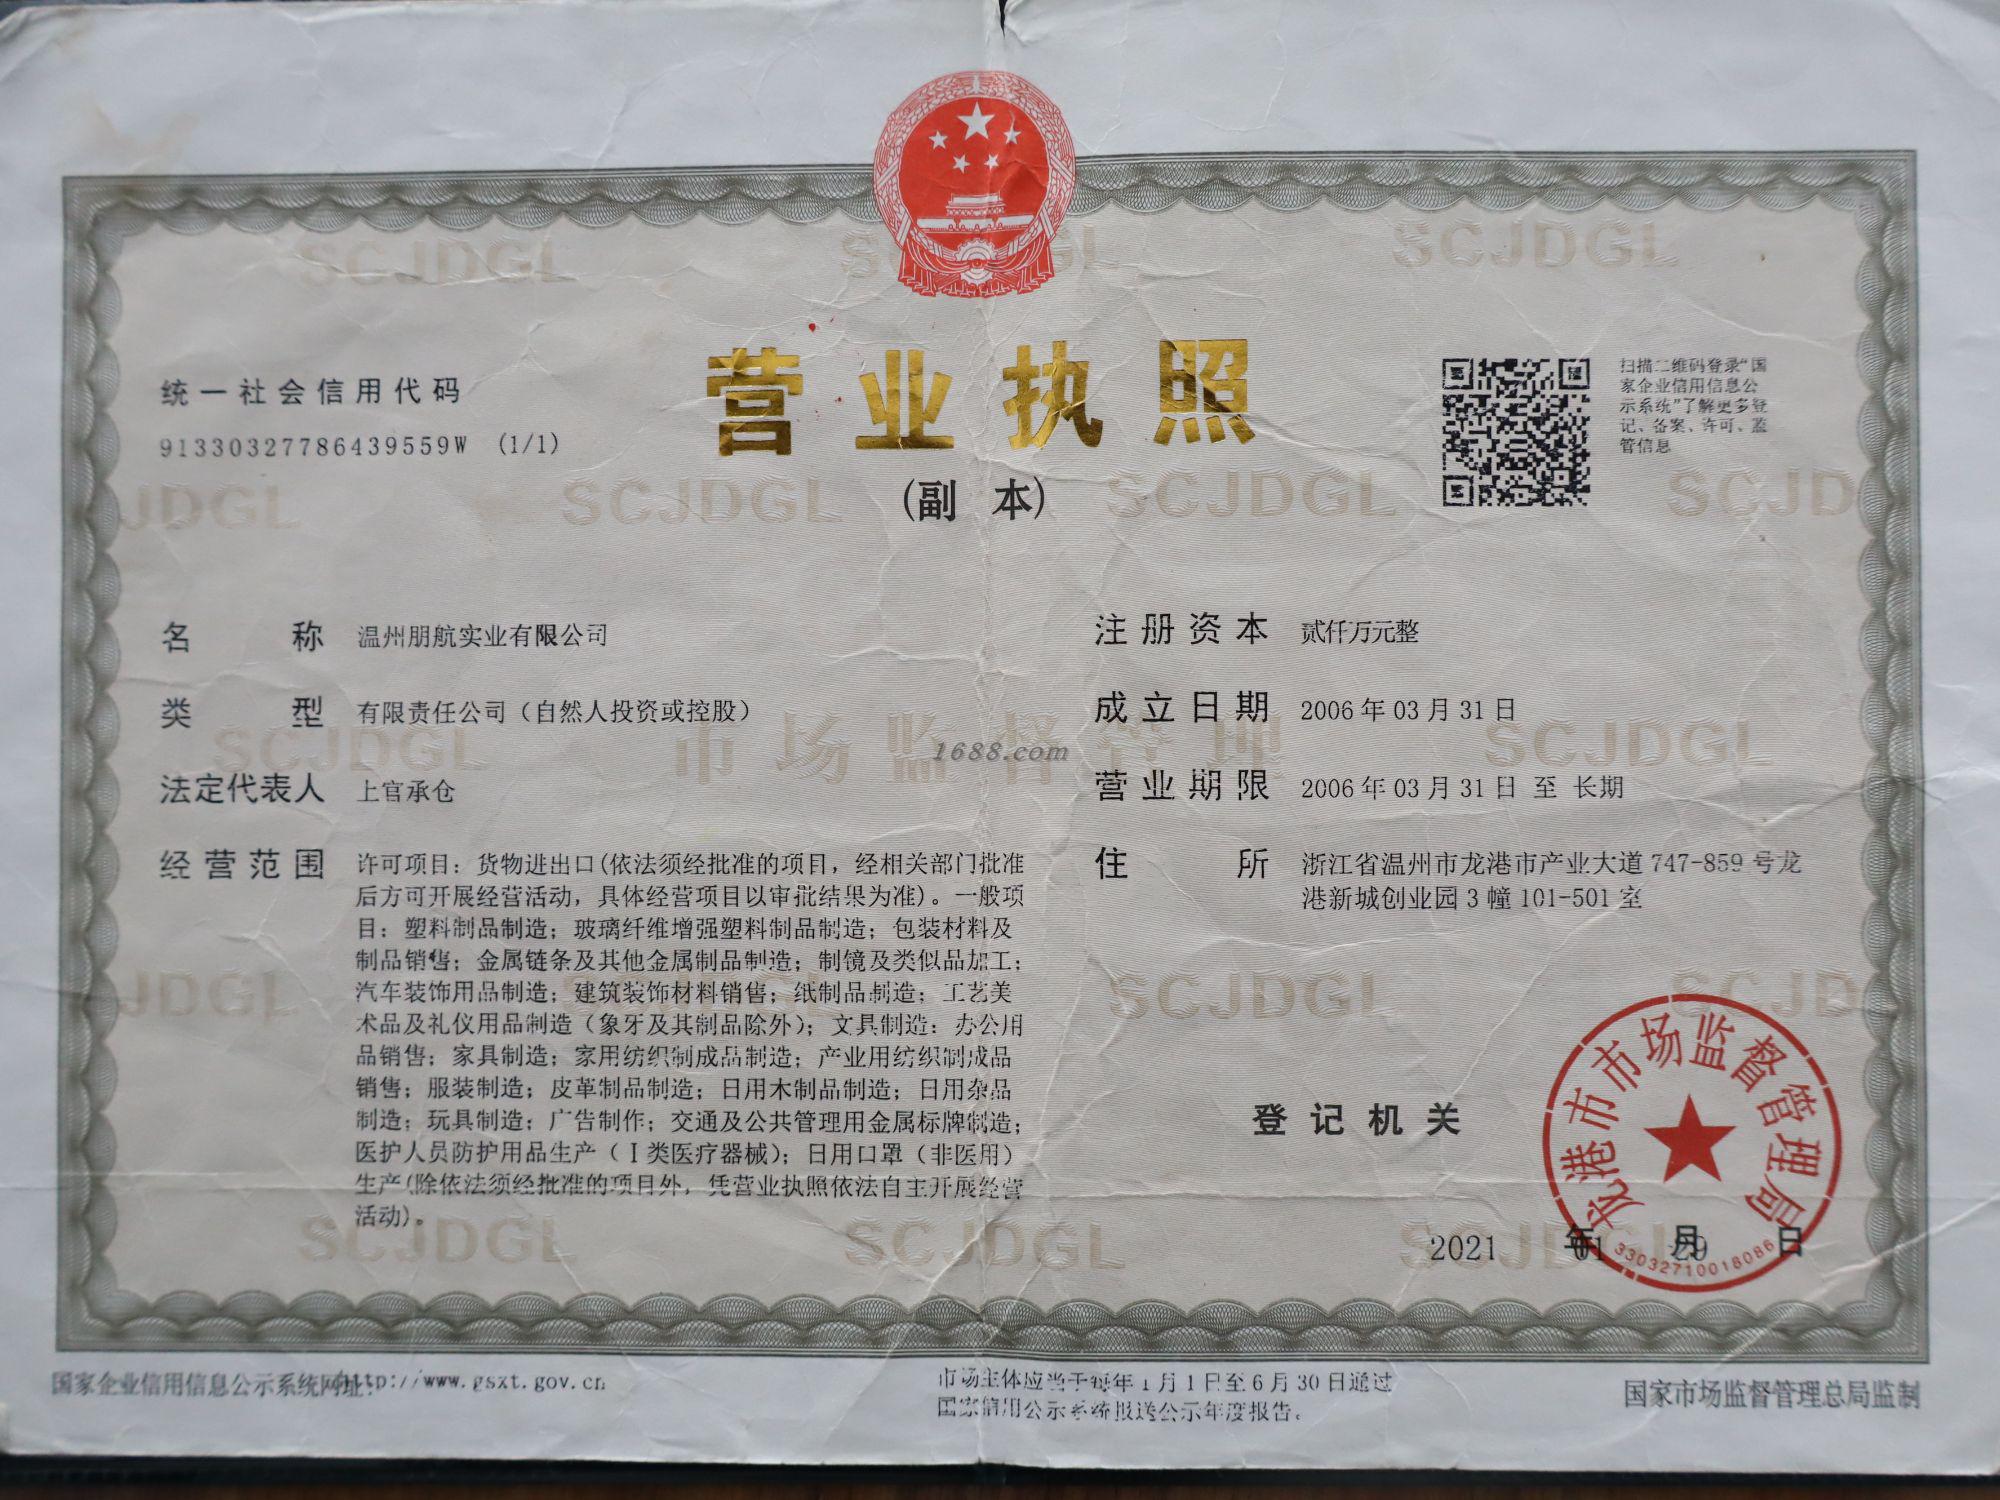 营业执照
(副 本)
统一社会信用代码
91330327786439559W (1/1)
扫描二维码登录"国
家企业信用信息公
示系统"了解更多登
记、备案、许可、监
管信息
名 称 温州朋航实业有限公司
类 型 有限责任公司（自然人投资或控股）
法定代表人 上官承仓
经营范围 许可项目：货物进出口(依法须经批准的项目，经相关部门批准
后方可开展经营活动，具体经营项目以审批结果为准)。一般项
目：塑料制品制造；玻璃纤维增强塑料制品制造；包装材料及
制品销售；金属链条及其他金属制品制造；制镜及类似品加工；
汽车装饰用品制造；建筑装饰材料销售；纸制品制造；工艺美
术品及礼仪用品制造（象牙及其制品除外）；文具制造；办公用
品销售；家具制造；家用纺织制成品制造；产业用纺织制成品
销售；服装制造；皮革制品制造；日用木制品制造；日用杂品
制造；玩具制造；广告制作；交通及公共管理用金属标牌制造；
医护人员防护用品生产（Ⅰ类医疗器械）；日用口罩（非医用）
生产(除依法须经批准的项目外，凭营业执照依法自主开展经营
活动)。
注册资本 贰仟万元整
成立日期 2006年03月31日
营业期限 2006年03月31日 至 长期
住 所 浙江省温州市龙港市产业大道747-859号龙
港新城创业园3幢101-501室
登记机关
龙港市市场监督管理局
33032710018086
2021 年 01 月 29 日
市场监督管理
SCJDGL
1688.com
国家企业信用信息公示系统网址：http://www.gsxt.gov.cn
市场主体应当于每年1月1日至6月30日通过
国家信用公示系统报送公示年度报告。
国家市场监督管理总局监制